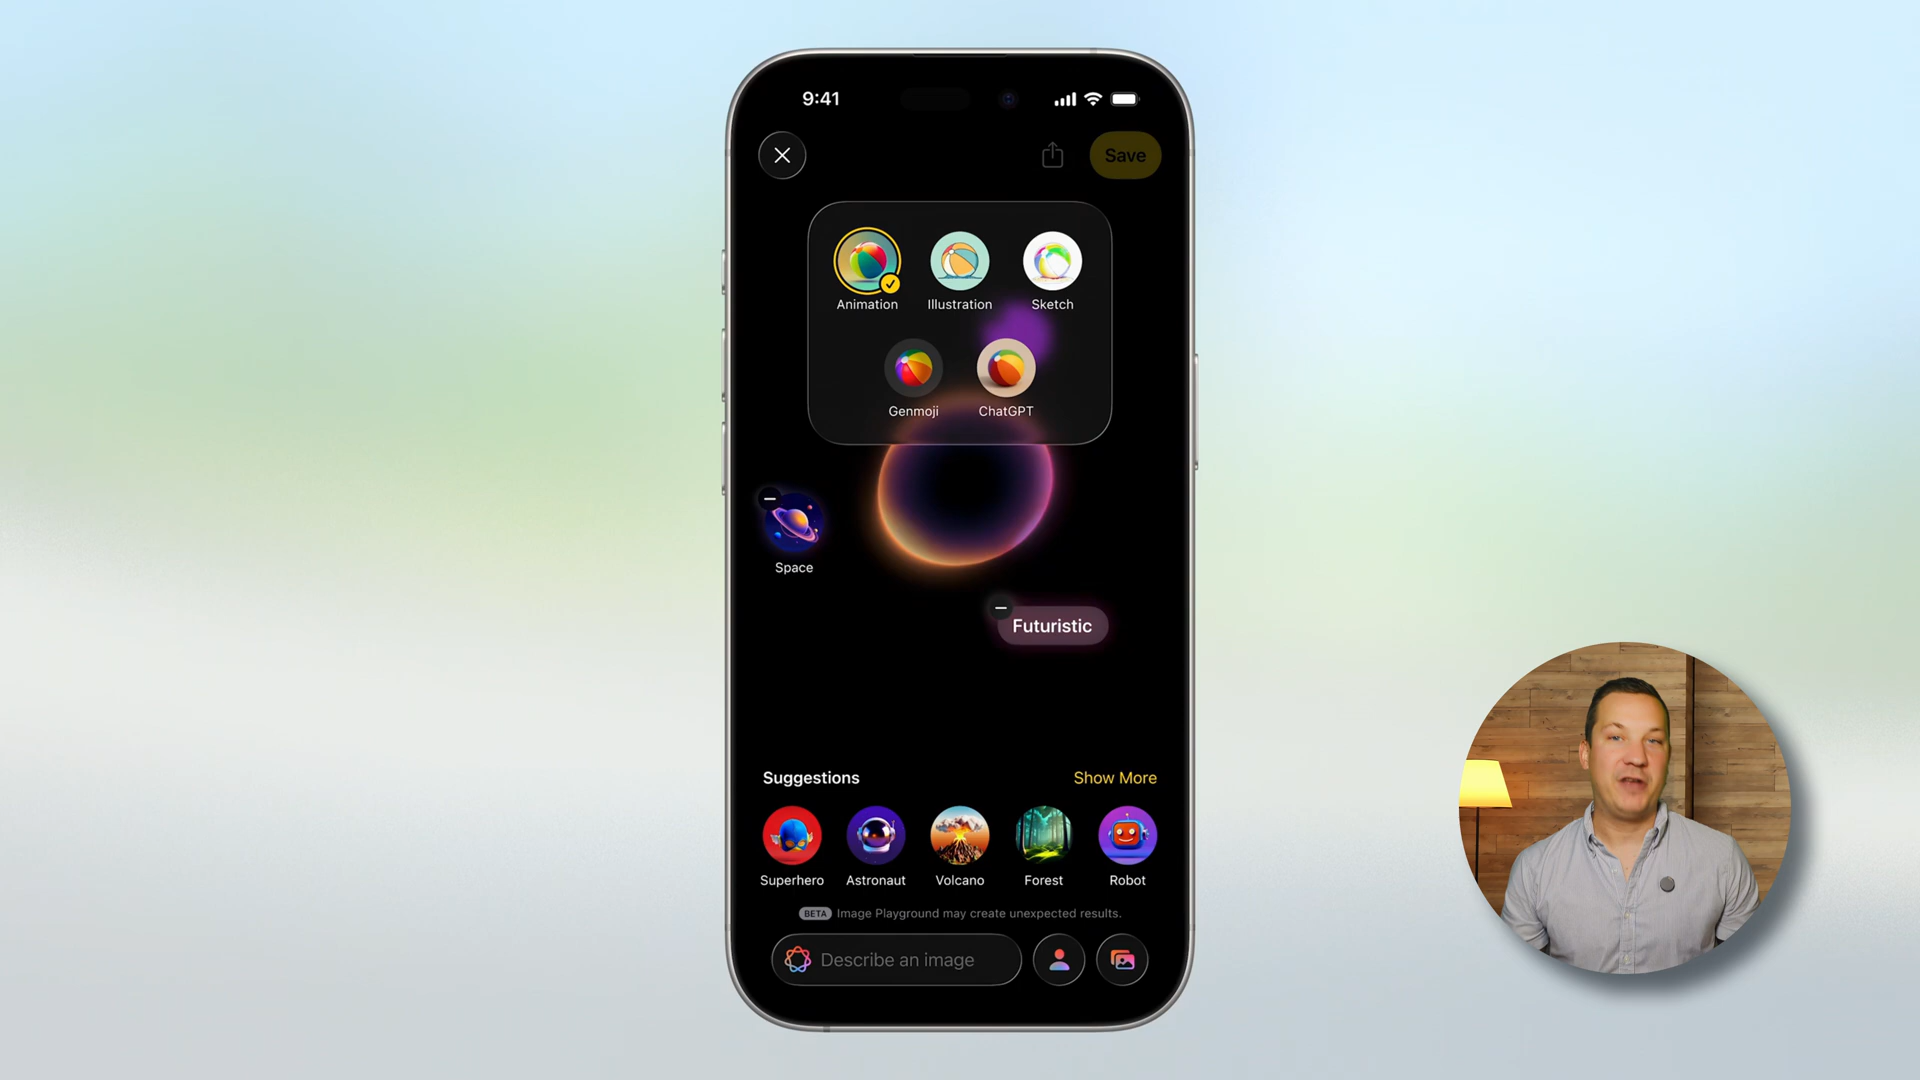 9:41
Save
Animation
Illustration
Sketch
Genmoji
ChatGPT
Space
Futuristic
Suggestions
Show More
Superhero
Astronaut
Volcano
Forest
Robot
BETA Image Playground may create unexpected results.
Describe an image